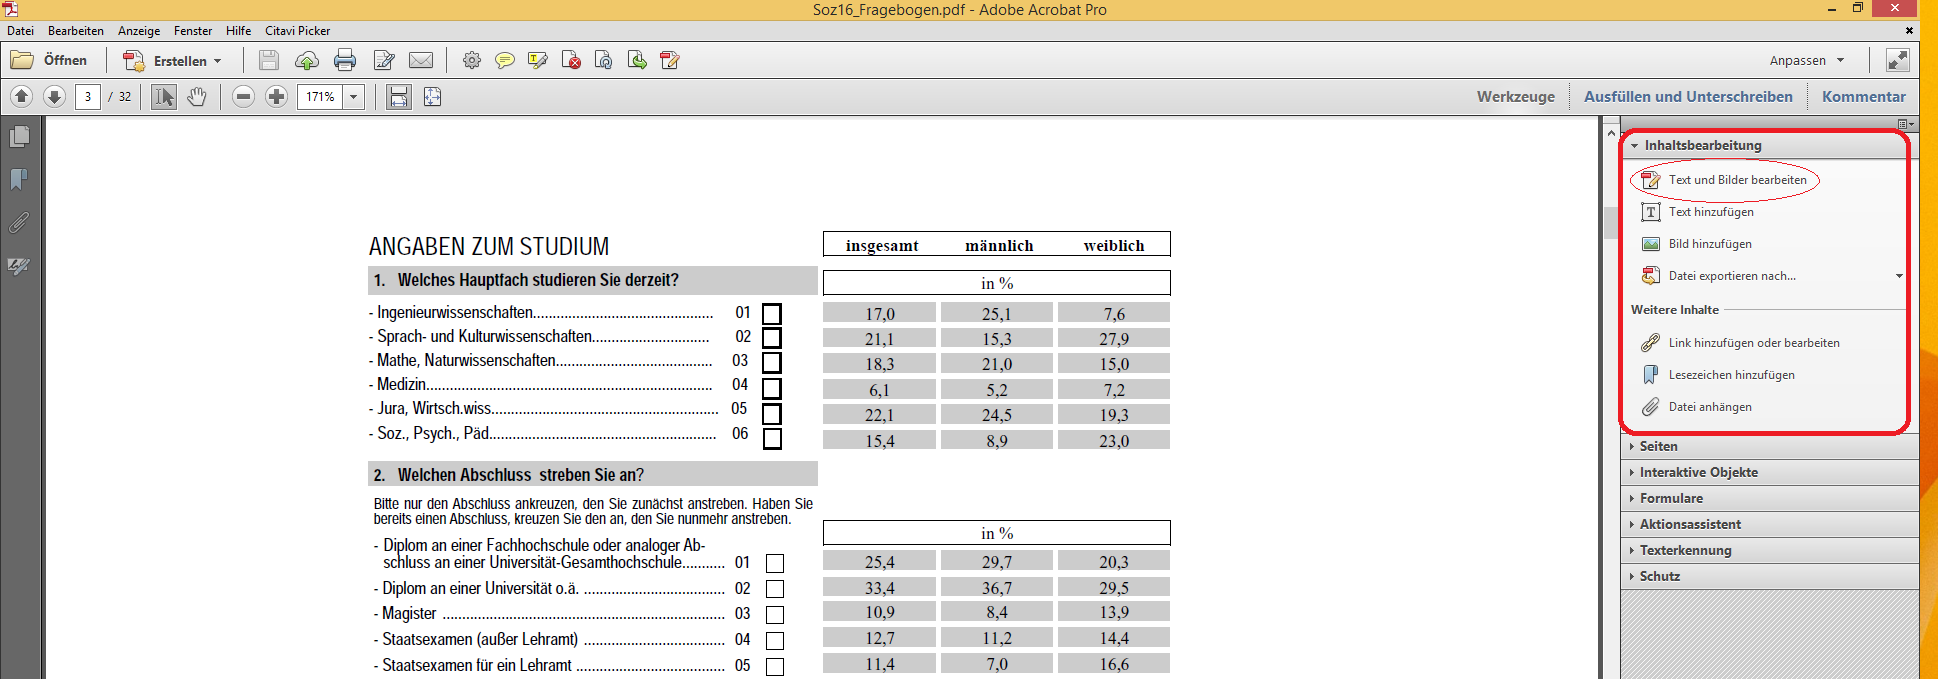 Soz16_Fragebogen.pdf - Adobe Acrobat Pro
Datei Bearbeiten Anzeige Fenster Hilfe Citavi Picker
Öffnen Erstellen Anpassen
3 / 32 171% Werkzeuge Ausfüllen und Unterschreiben Kommentar
ANGABEN ZUM STUDIUM insgesamt männlich weiblich
1. Welches Hauptfach studieren Sie derzeit? in %
- Ingenieurwissenschaften.............................................. 01 17,0 25,1 7,6
- Sprach- und Kulturwissenschaften.............................. 02 21,1 15,3 27,9
- Mathe, Naturwissenschaften........................................ 03 18,3 21,0 15,0
- Medizin......................................................................... 04 6,1 5,2 7,2
- Jura, Wirtsch.wiss.......................................................... 05 22,1 24,5 19,3
- Soz., Psych., Päd.......................................................... 06 15,4 8,9 23,0
2. Welchen Abschluss streben Sie an?
Bitte nur den Abschluss ankreuzen, den Sie zunächst anstreben. Haben Sie
bereits einen Abschluss, kreuzen Sie den an, den Sie nunmehr anstreben.
in %
- Diplom an einer Fachhochschule oder analoger Ab-
schluss an einer Universität-Gesamthochschule........... 01 25,4 29,7 20,3
- Diplom an einer Universität o.ä. .................................... 02 33,4 36,7 29,5
- Magister ........................................................................ 03 10,9 8,4 13,9
- Staatsexamen (außer Lehramt) .................................... 04 12,7 11,2 14,4
- Staatsexamen für ein Lehramt ...................................... 05 11,4 7,0 16,6
Inhaltsbearbeitung
Text und Bilder bearbeiten
T Text hinzufügen
Bild hinzufügen
Datei exportieren nach...
Weitere Inhalte
Link hinzufügen oder bearbeiten
Lesezeichen hinzufügen
Datei anhängen
Seiten
Interaktive Objekte
Formulare
Aktionsassistent
Texterkennung
Schutz